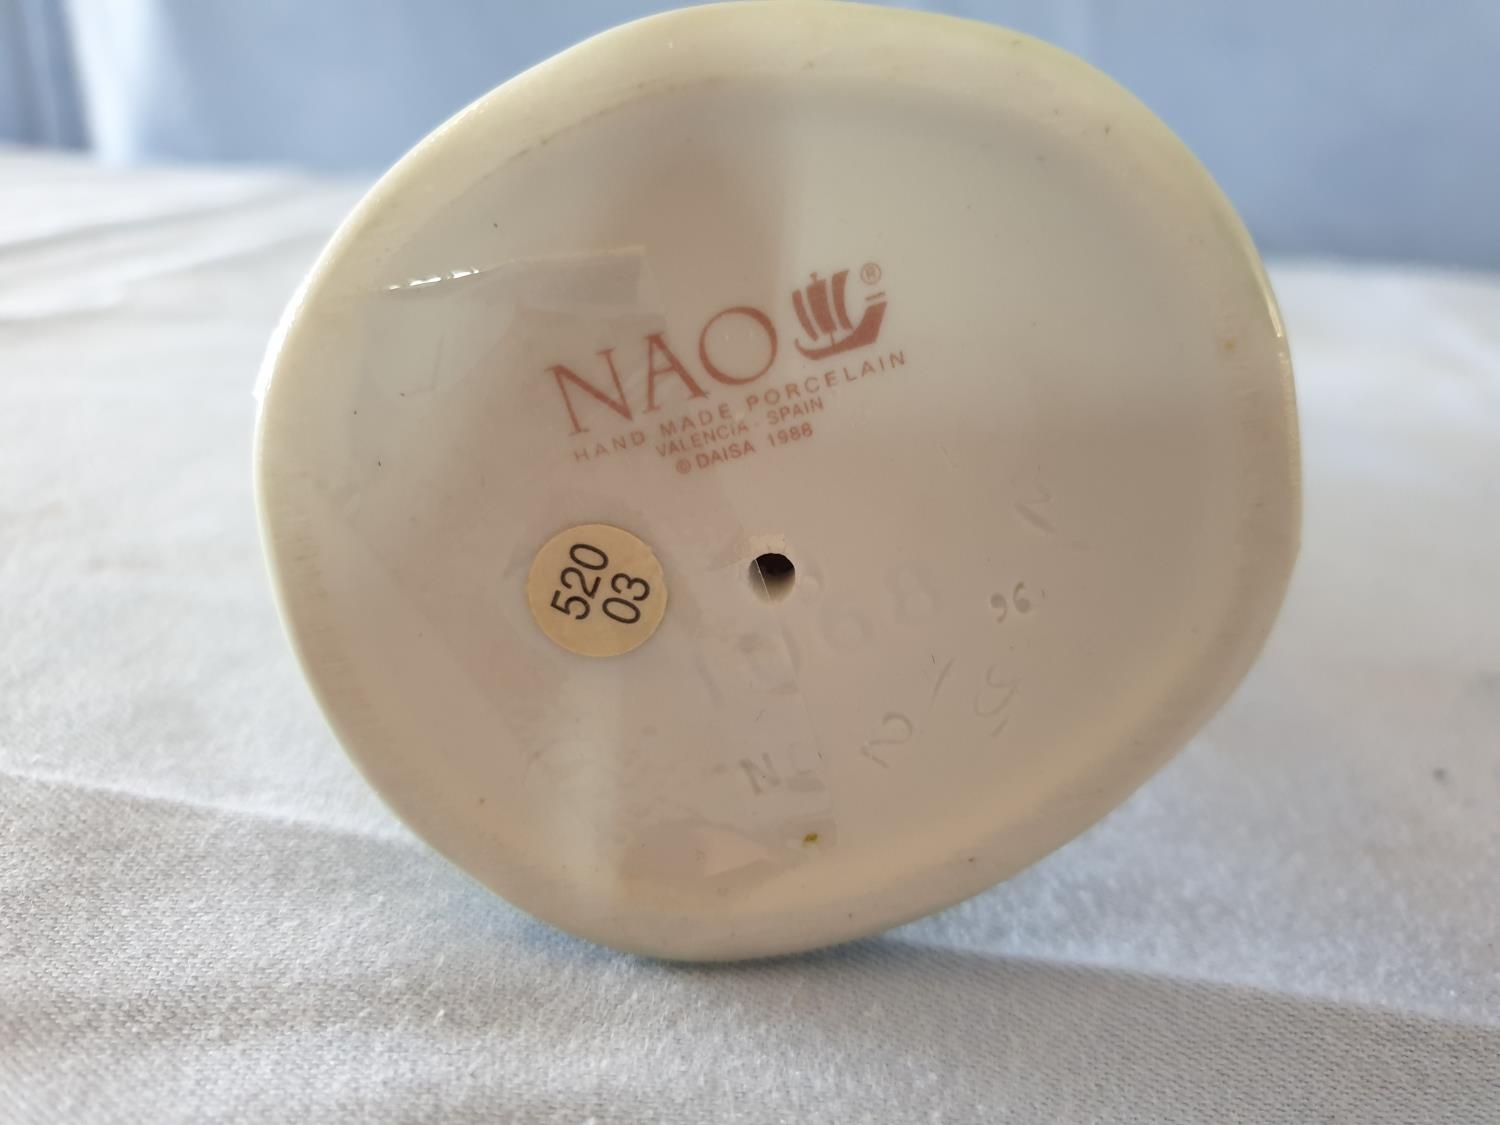 NAO ®
HAND MADE PORCELAIN
VALENCIA - SPAIN
© DAISA 1988
520
03
N